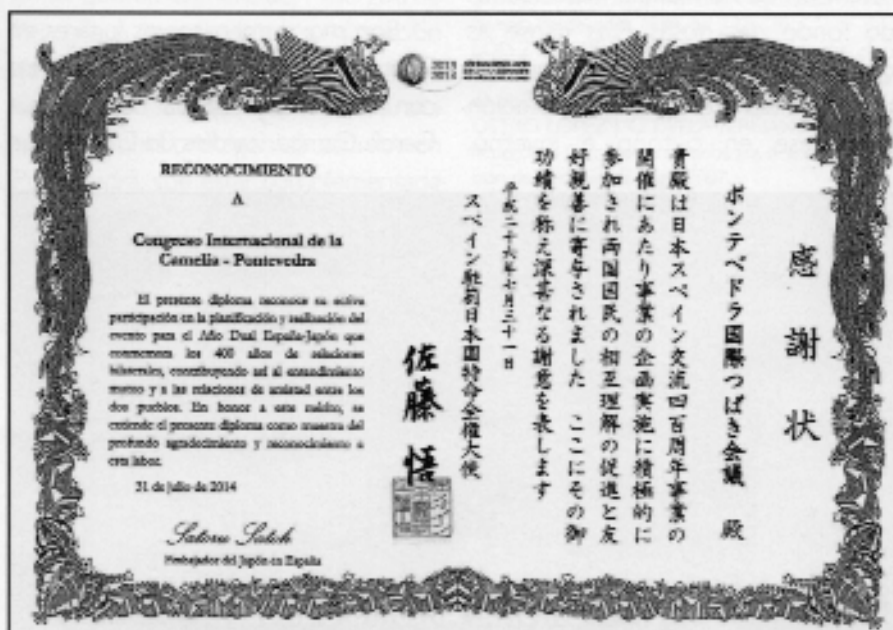 2013
2014
RECONOCIMIENTO
A
Congreso Internacional de la
Camelia - Pontevedra
El presente diploma reconoce su activa
participación en la planificación y realización del
evento para el Año Dual España-Japón que
conmemora los 400 años de relaciones
bilaterales, contribuyendo así al entendimiento
mutuo y a las relaciones de amistad entre los
dos pueblos. En honor a este mérito, se
extiende el presente diploma como muestra del
profundo agradecimiento y reconocimiento a
esta labor.
31 de julio de 2014
Satoru Satoh
Embajador del Japón en España
感謝状
ポンテベドラ国際つばき会議 殿
貴殿は日本スペイン交流四百周年事業の
開催にあたり事業の企画実施に積極的に
参加され両国国民の相互理解の促進と友
好親善に寄与されました ここにその御
功績を称え深甚なる謝意を表します
平成二十六年七月三十一日
スペイン駐箚日本国特命全権大使
佐藤 悟